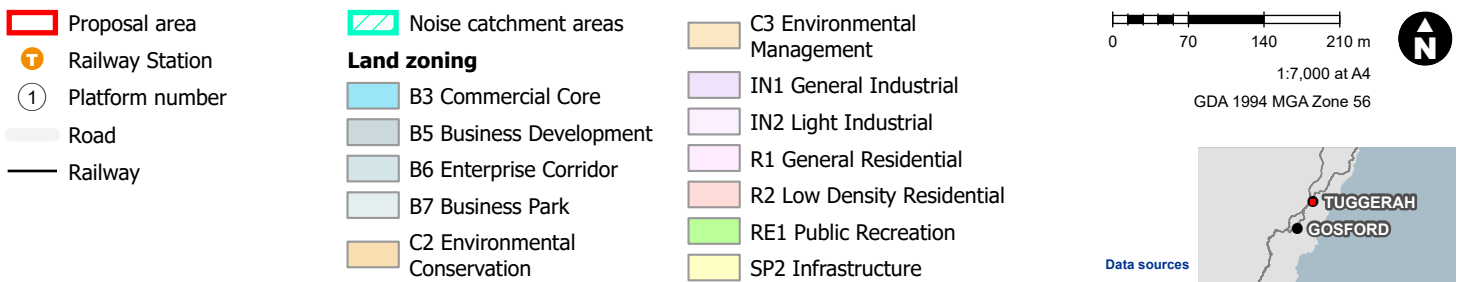 Proposal area
T
Railway Station
1
Platform number
Road
Railway
Noise catchment areas
Land zoning
B3 Commercial Core
B5 Business Development
B6 Enterprise Corridor
B7 Business Park
C2 Environmental
Conservation
C3 Environmental
Management
IN1 General Industrial
IN2 Light Industrial
R1 General Residential
R2 Low Density Residential
RE1 Public Recreation
SP2 Infrastructure
0 70 140 210 m
N
1:7,000 at A4
GDA 1994 MGA Zone 56
TUGGERAH
GOSFORD
Data sources